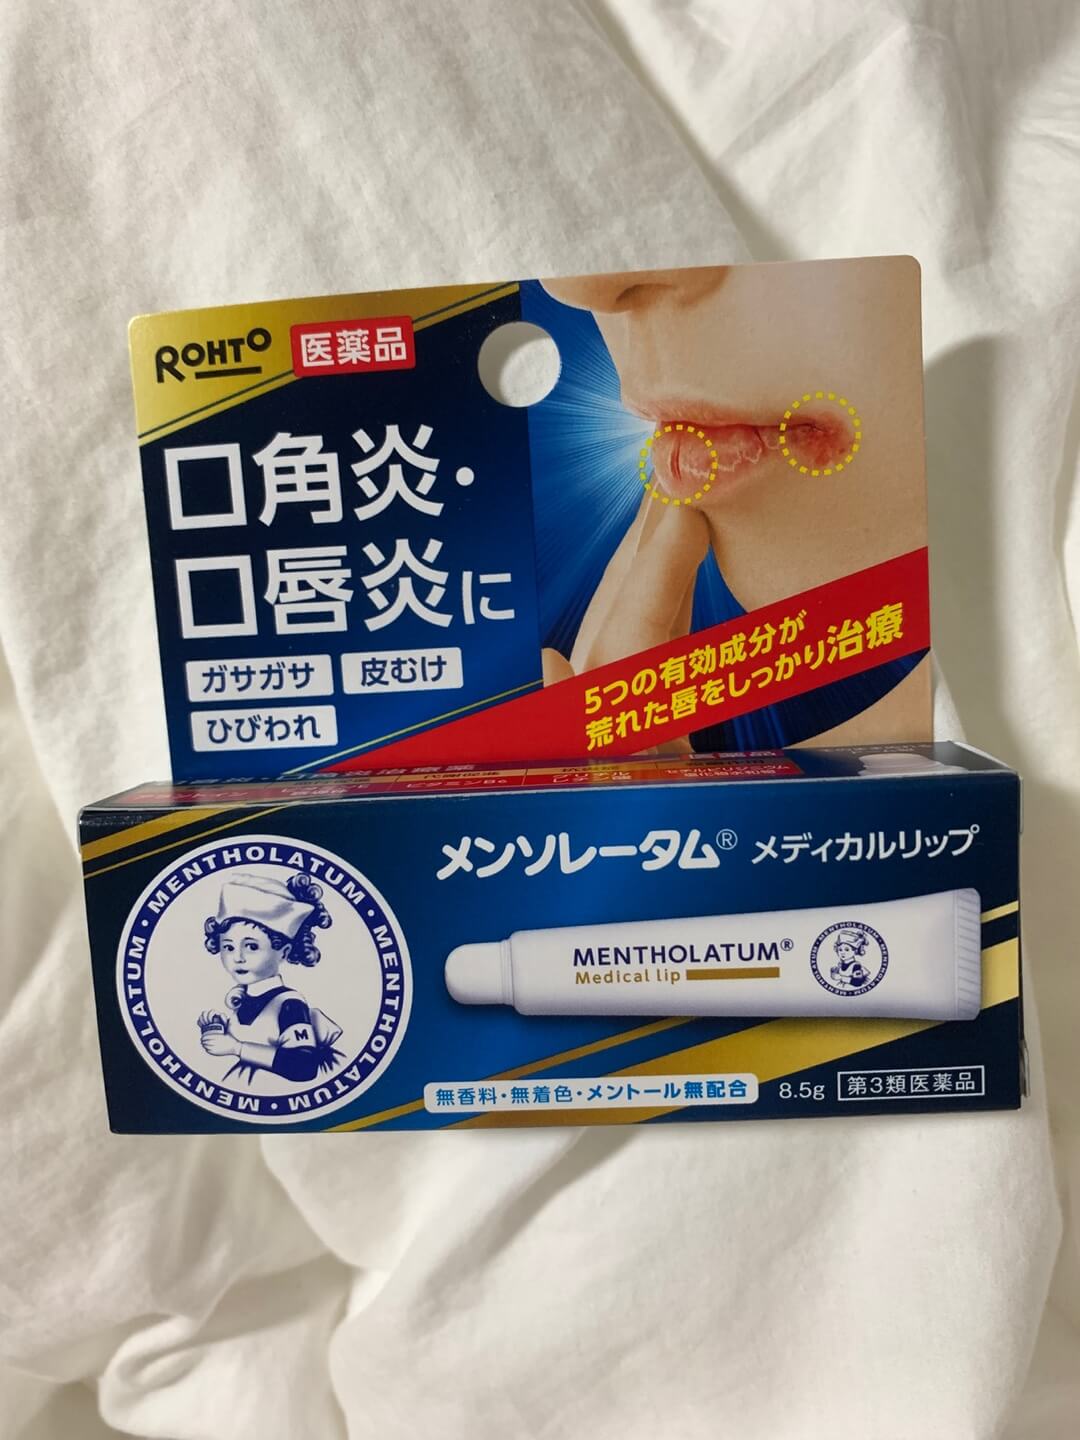 ROHTO 医薬品
口角炎・
口唇炎に
ガサガサ 皮むけ
ひびわれ
5つの有効成分が
荒れた唇をしっかり治療
メンソレータム® メディカルリップ
MENTHOLATUM・MENTHOLATUM・MENTHOLATUM・MENTHOLATUM・
M
MENTHOLATUM®
Medical lip
無香料・無着色・メントール無配合 8.5g 第3類医薬品